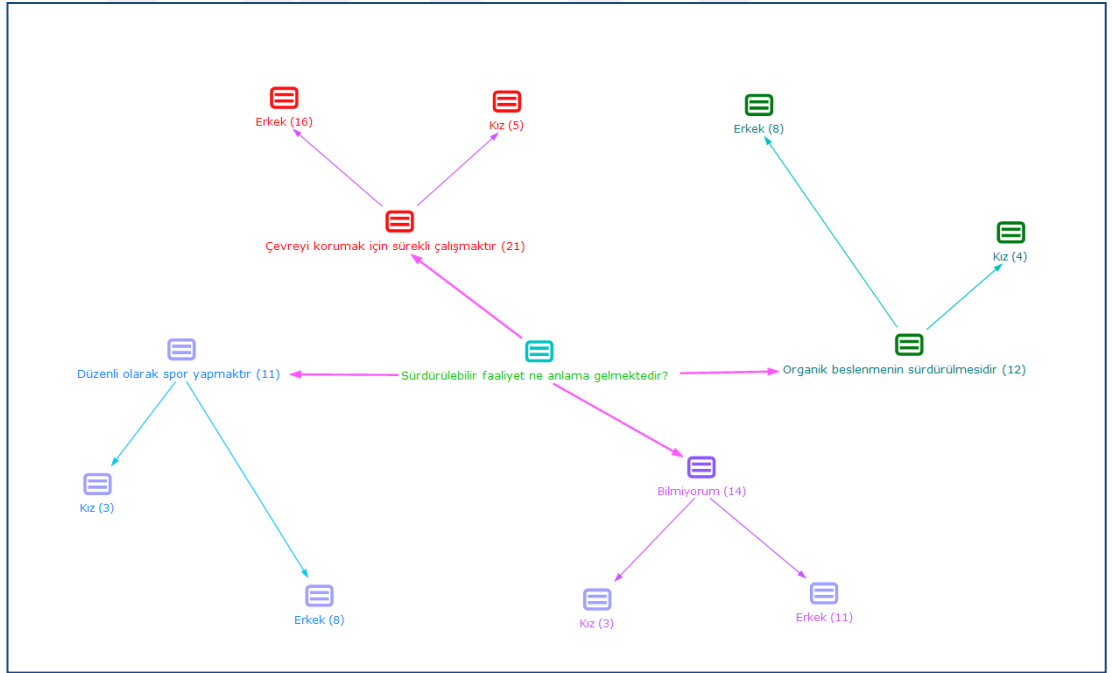 Erkek (16)
Kız (5)
Erkek (8)
Çevreyi korumak için sürekli çalışmaktır (21)
Kız (4)
Düzenli olarak spor yapmaktır (11)
Sürdürülebilir faaliyet ne anlama gelmektedir?
Organik beslenmenin sürdürülmesidir (12)
Kız (3)
Bilmiyorum (14)
Erkek (8)
Kız (3)
Erkek (11)